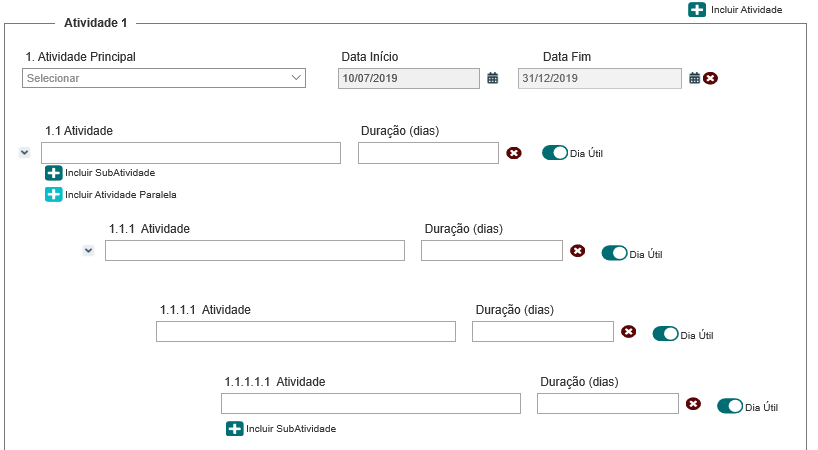 Incluir Atividade
Atividade 1
1. Atividade Principal Data Início Data Fim
Selecionar 10/07/2019 31/12/2019
1.1 Atividade Duração (dias)
Dia Útil
Incluir SubAtividade
Incluir Atividade Paralela
1.1.1 Atividade Duração (dias)
Dia Útil
1.1.1.1 Atividade Duração (dias)
Dia Útil
1.1.1.1.1 Atividade Duração (dias)
Dia Útil
Incluir SubAtividade